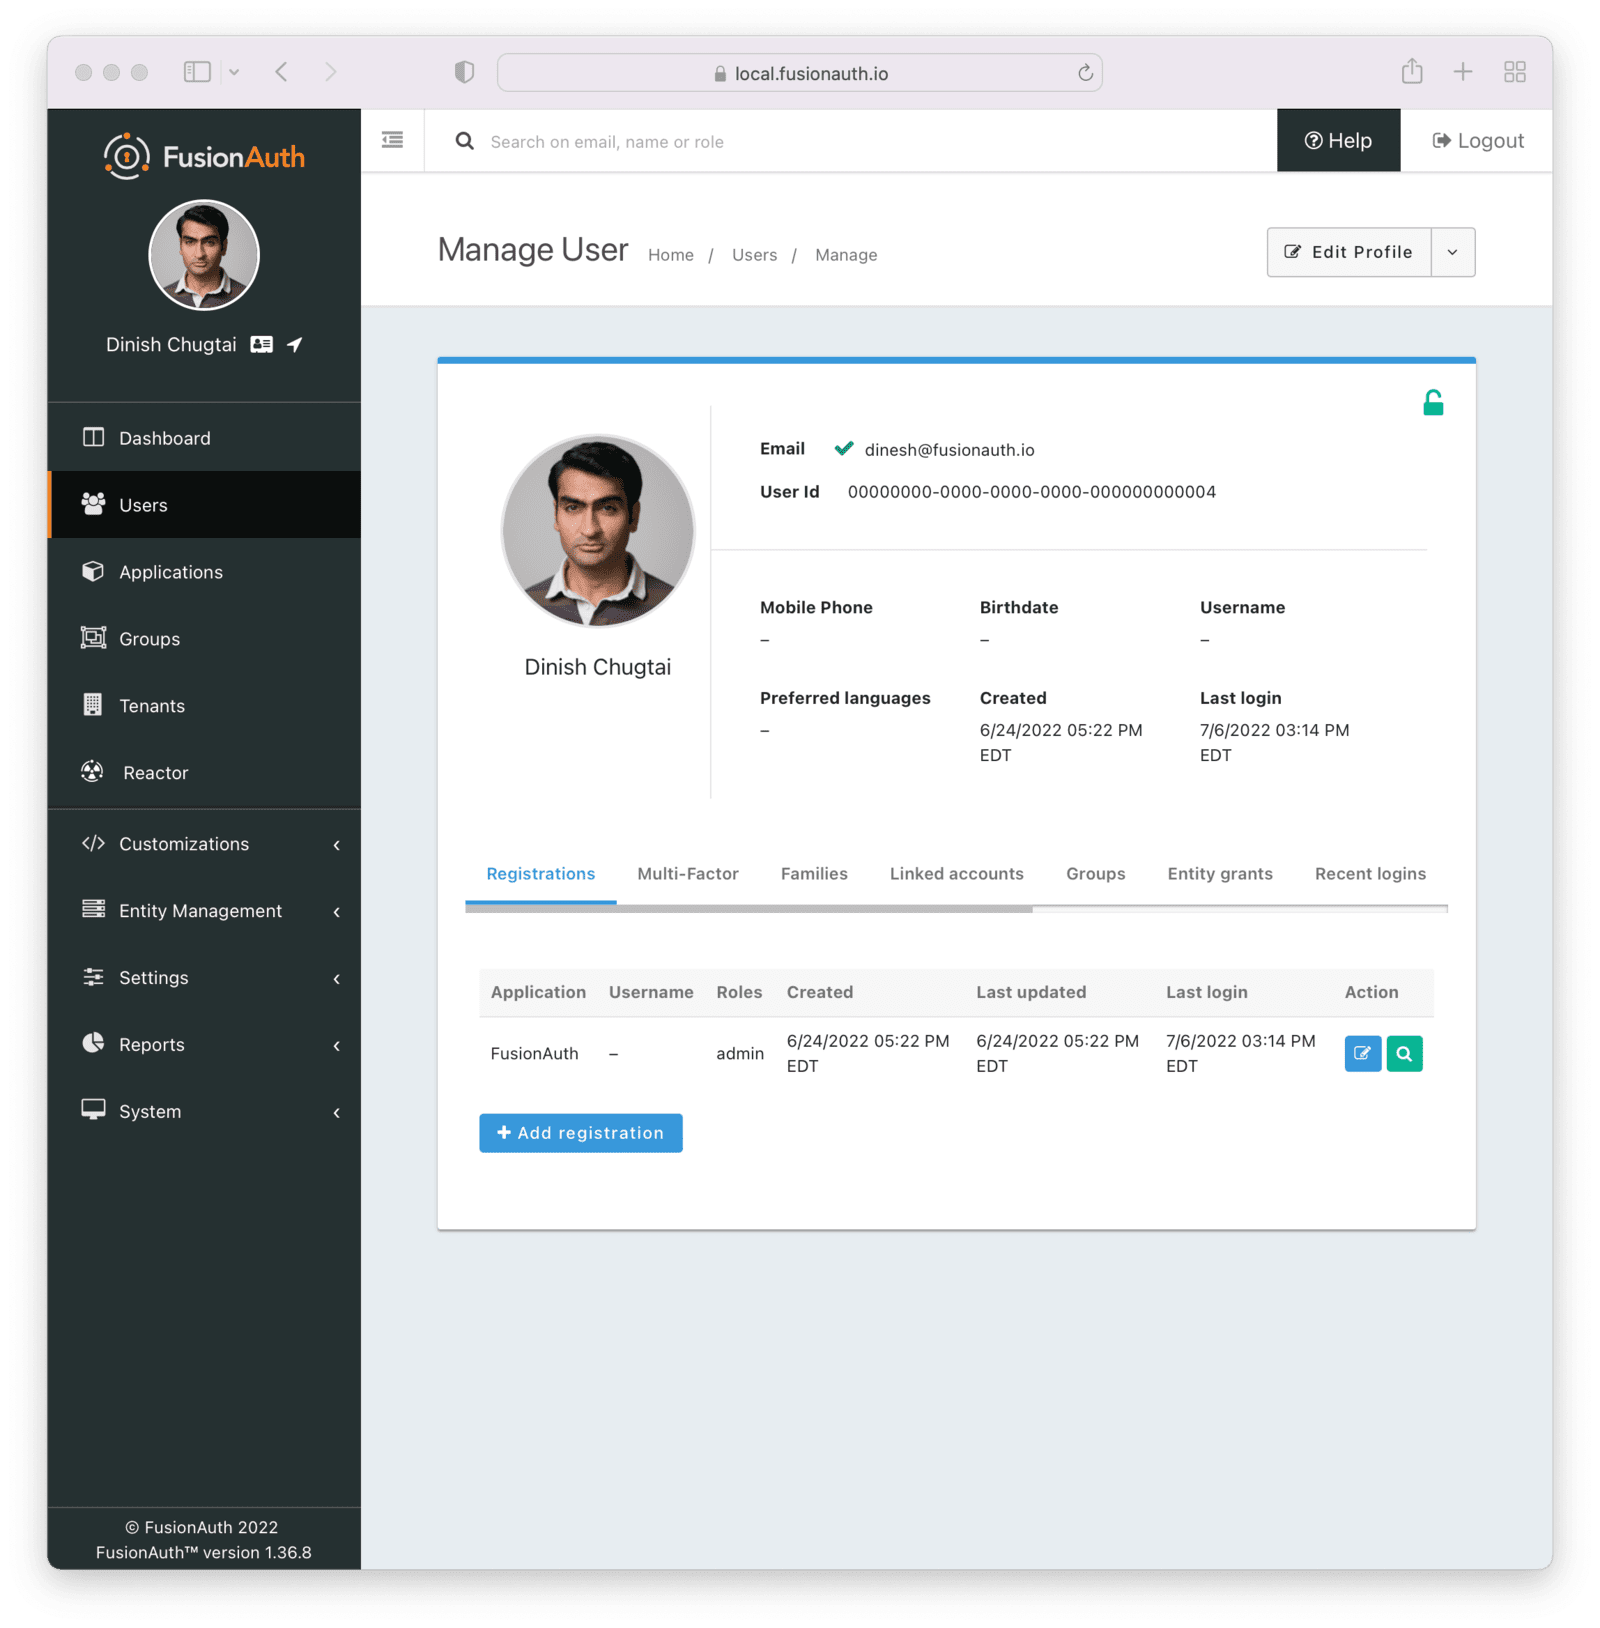 local.fusionauth.io
FusionAuth
Search on email, name or role
Help
Logout
Dinish Chugtai
Dashboard
Users
Applications
Groups
Tenants
Reactor
Customizations
Entity Management
Settings
Reports
System
© FusionAuth 2022
FusionAuth™ version 1.36.8
Manage User
Home / Users / Manage
Edit Profile
Dinish Chugtai
Email dinesh@fusionauth.io
User Id 00000000-0000-0000-0000-000000000004
Mobile Phone Birthdate Username
– – –
Preferred languages Created Last login
– 6/24/2022 05:22 PM 7/6/2022 03:14 PM
EDT EDT
Registrations Multi-Factor Families Linked accounts Groups Entity grants Recent logins
Application Username Roles Created Last updated Last login Action
FusionAuth – admin 6/24/2022 05:22 PM 6/24/2022 05:22 PM 7/6/2022 03:14 PM
EDT EDT EDT
Add registration